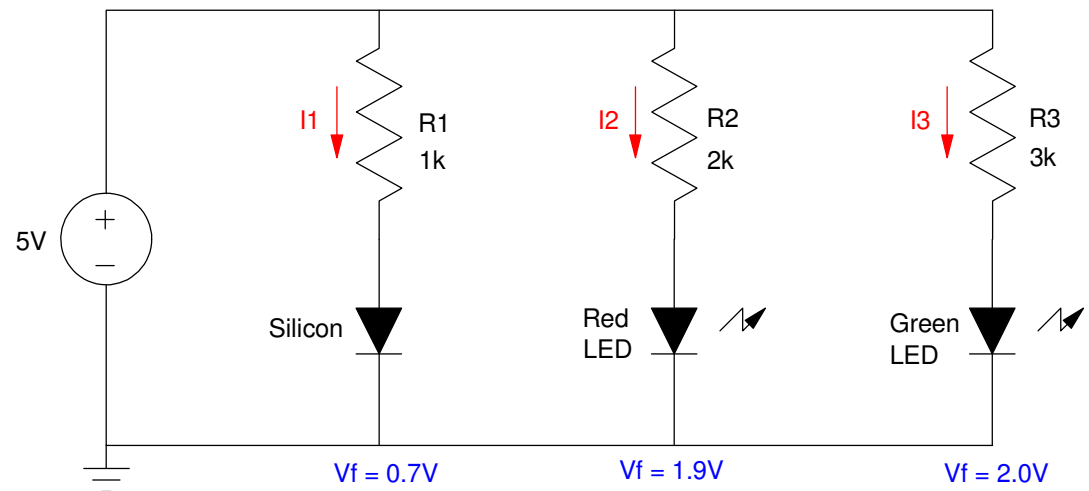 I1
R1
1k
I2
R2
2k
I3
R3
3k
5V
+
−
Silicon
Red
LED
Green
LED
Vf = 0.7V
Vf = 1.9V
Vf = 2.0V